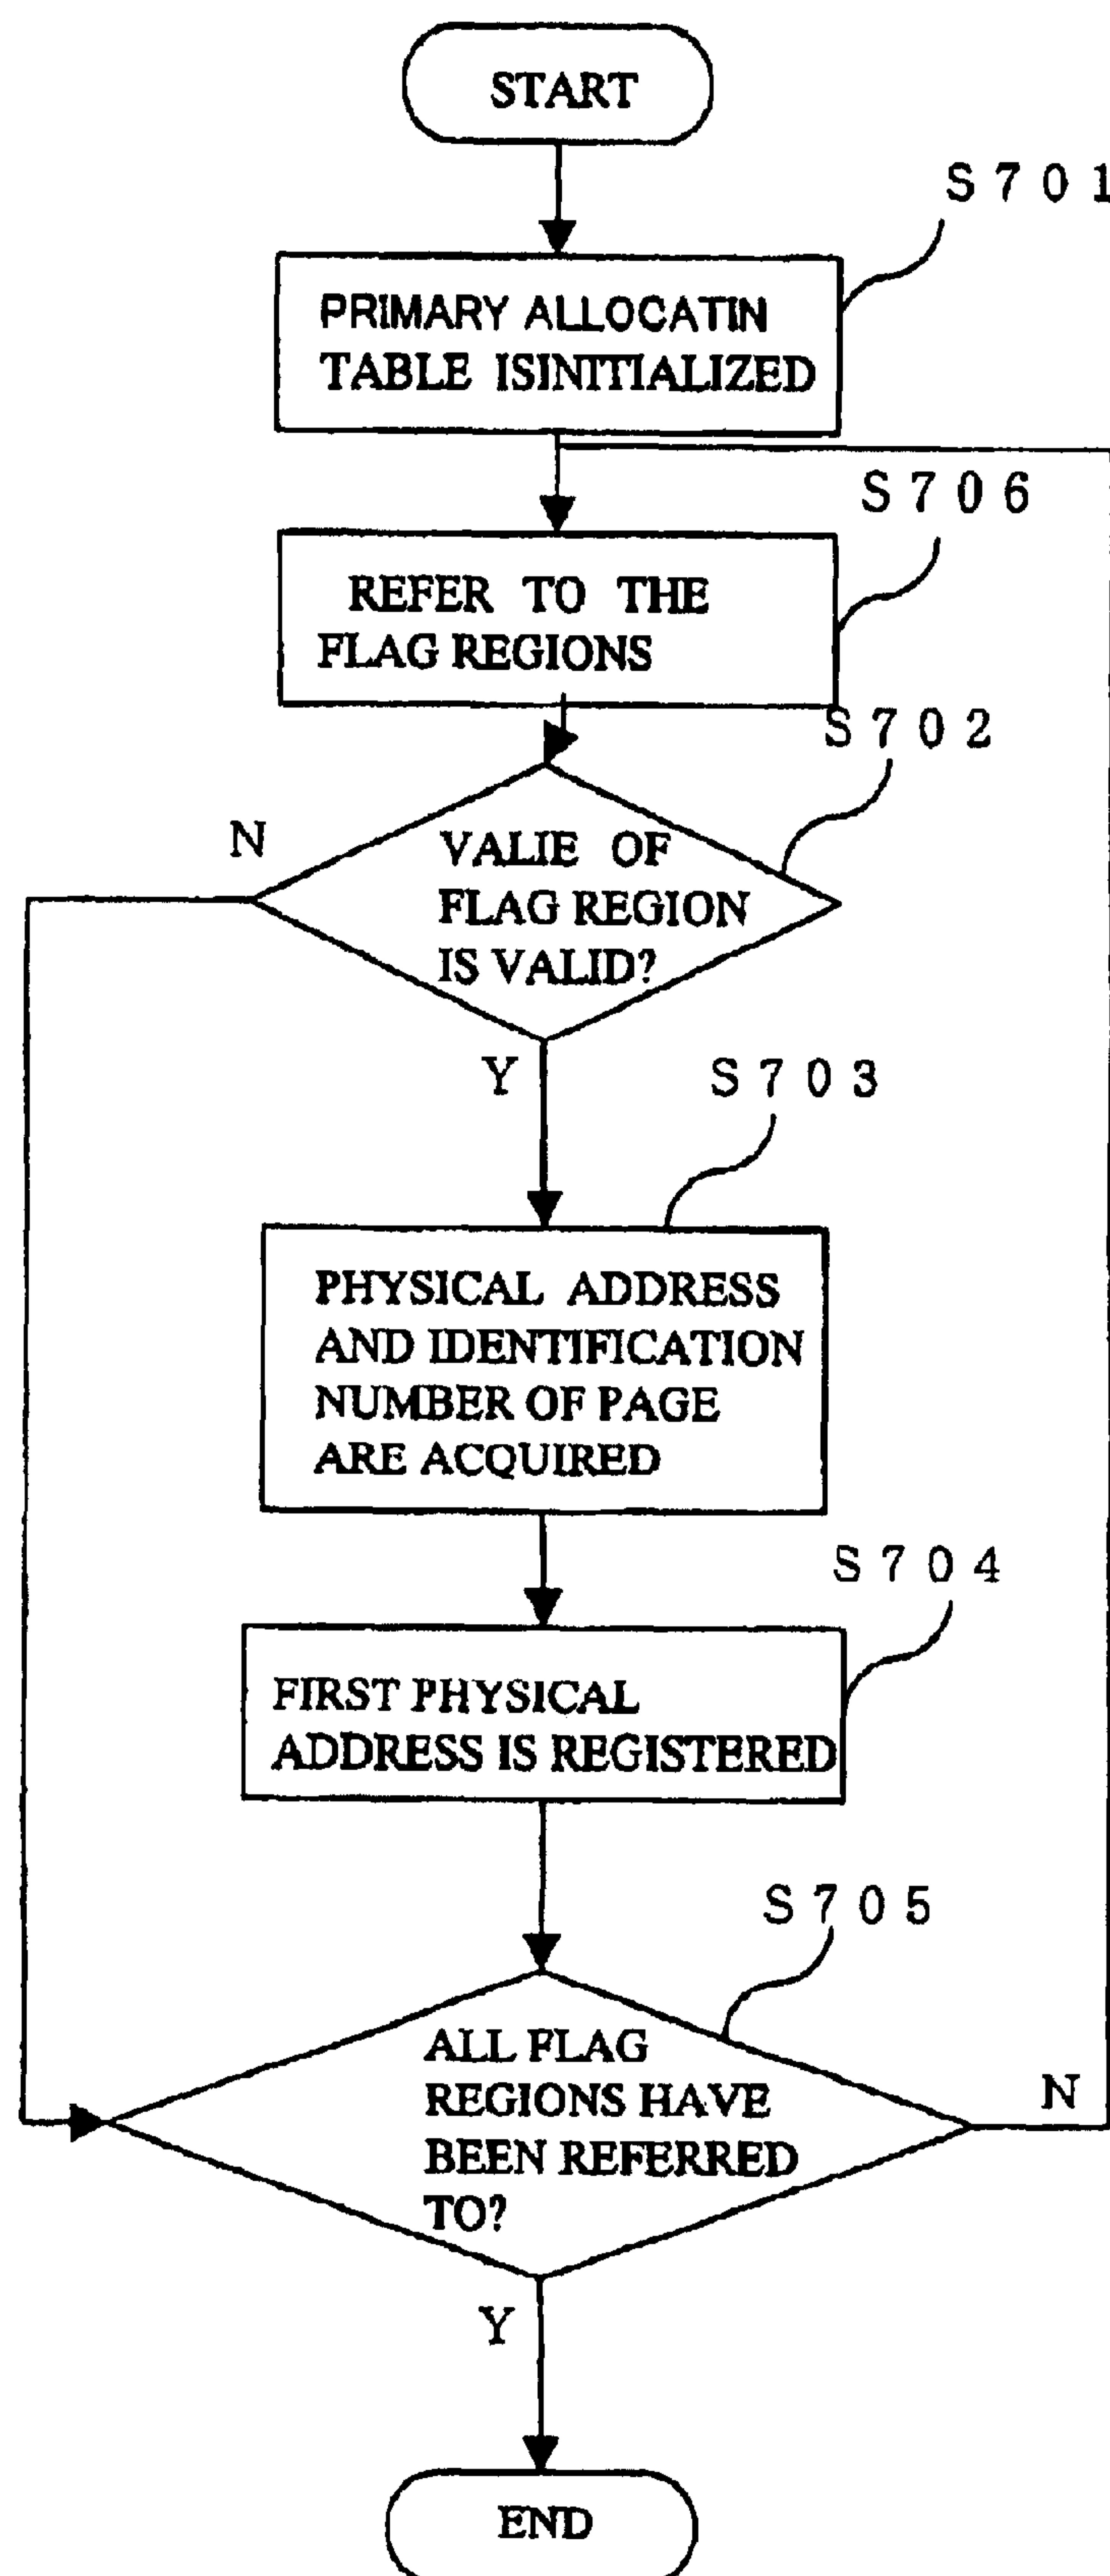 START
S701
PRIMARY ALLOCATIN
TABLE ISINITIALIZED
S706
REFER TO THE
FLAG REGIONS
S702
N
VALIE OF
FLAG REGION
IS VALID?
Y
S703
PHYSICAL ADDRESS
AND IDENTIFICATION
NUMBER OF PAGE
ARE ACQUIRED
S704
FIRST PHYSICAL
ADDRESS IS REGISTERED
S705
ALL FLAG
REGIONS HAVE
BEEN REFERRED
TO?
N
Y
END